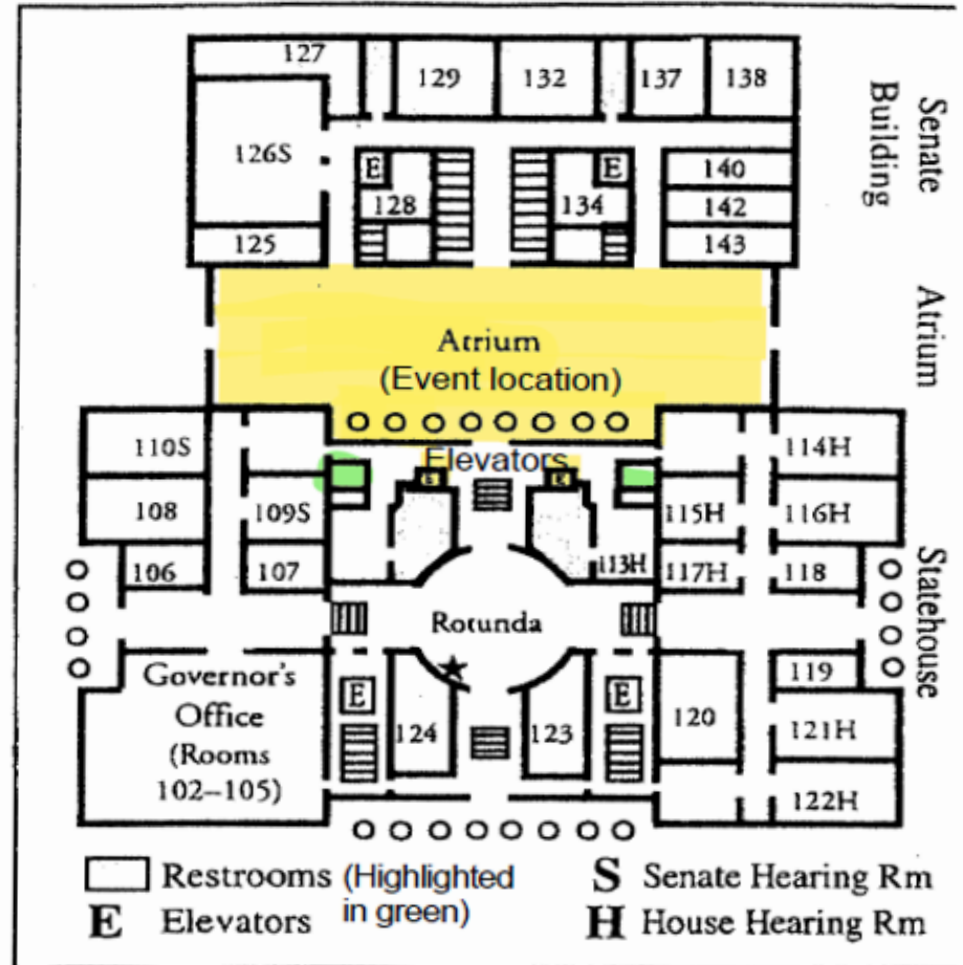 127
129
132
137
138
Senate
Building
126S
E
E
128
134
140
142
125
143
Atrium
Atrium
(Event location)
110S
Elevators
114H
E
E
108
109S
115H
116H
106
107
113H
117H
118
Rotunda
Statehouse
Governor's
Office
(Rooms
102–105)
E
E
119
124
123
120
121H
122H
Restrooms (Highlighted
in green)
E Elevators
S Senate Hearing Rm
H House Hearing Rm